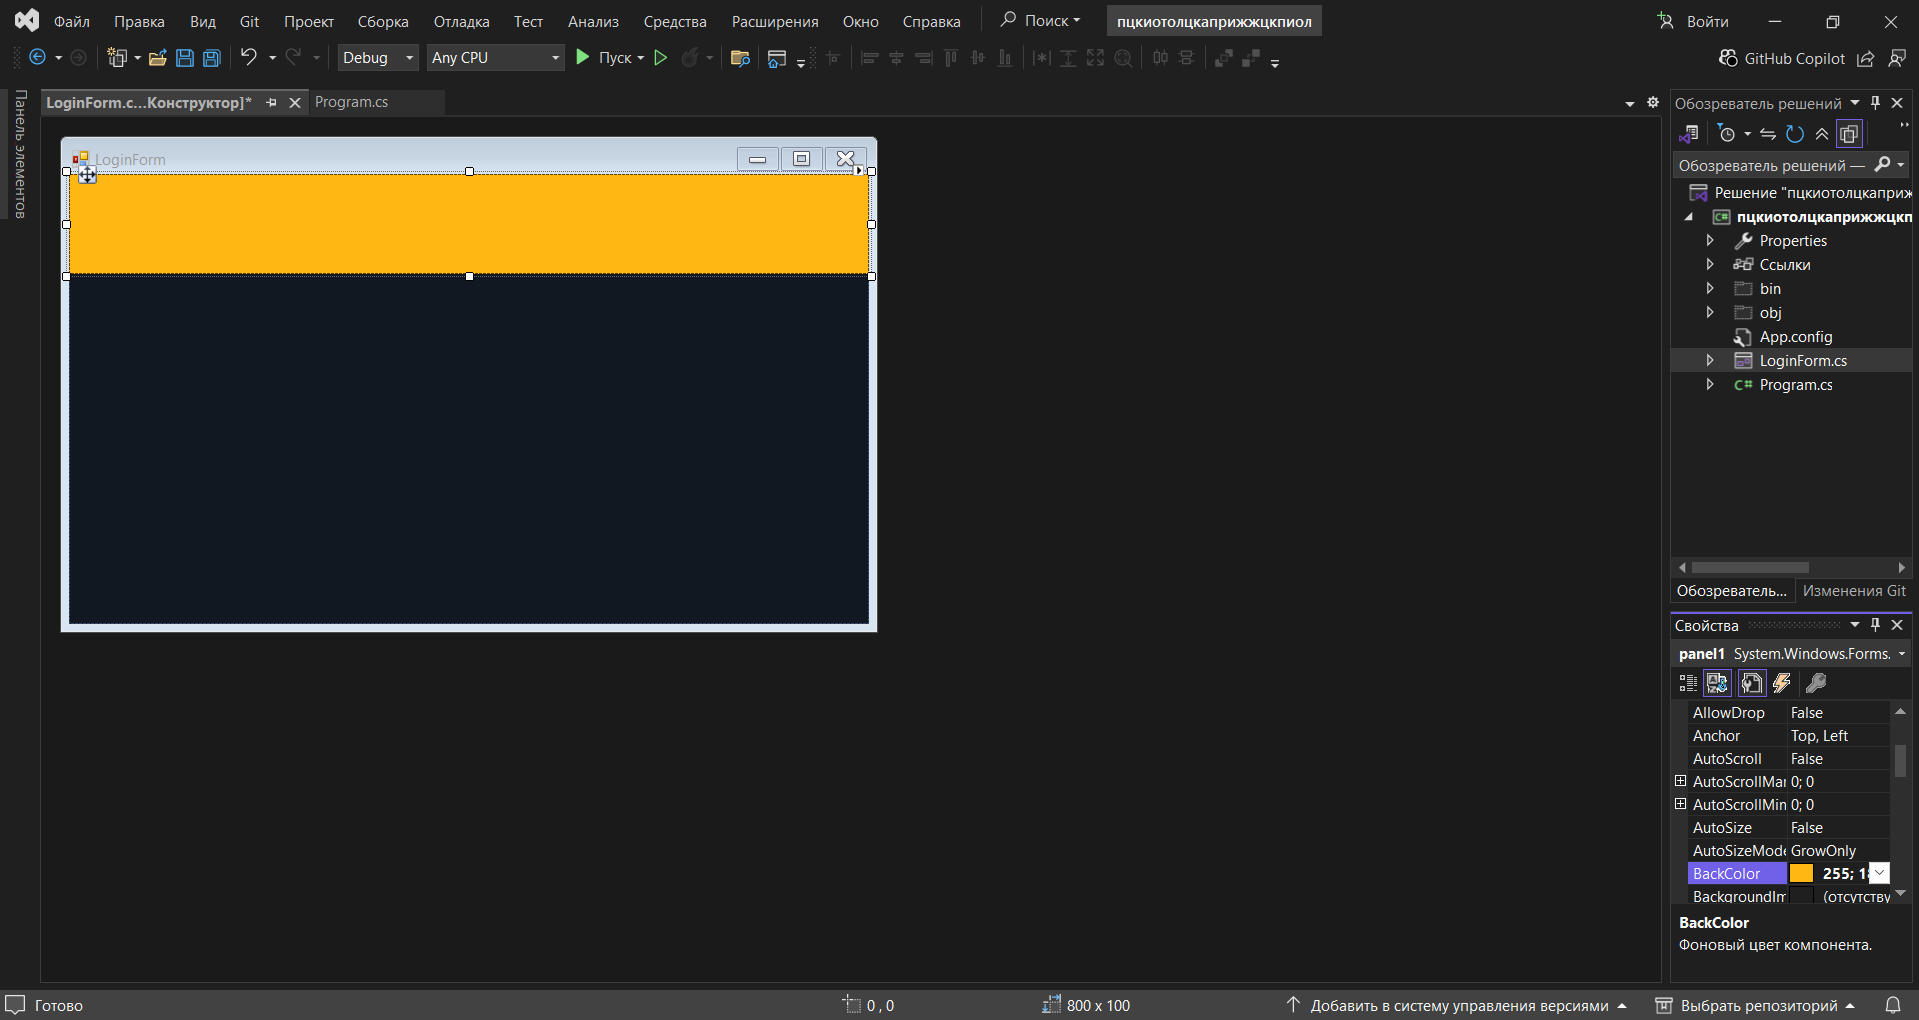 Файл Правка Вид Git Проект Сборка Отладка Тест Анализ Средства Расширения Окно Справка Поиск пцкиотолцкаприжжцкпиол Войти
Debug Any CPU Пуск GitHub Copilot
Панель элементов
LoginForm.c...Конструктор]* Program.cs
LoginForm
Обозреватель решений
Обозреватель решений —
Решение "пцкиотолцкаприж
пцкиотолцкаприжжцкп
Properties
Ссылки
bin
obj
App.config
LoginForm.cs
C# Program.cs
Обозреватель... Изменения Git
Свойства
panel1 System.Windows.Forms.
AllowDrop False
Anchor Top, Left
AutoScroll False
AutoScrollMar 0; 0
AutoScrollMin 0; 0
AutoSize False
AutoSizeMode GrowOnly
BackColor 255; 18
BackgroundIm (отсутству
BackColor
Фоновый цвет компонента.
Готово 0 , 0 800 x 100 Добавить в систему управления версиями Выбрать репозиторий